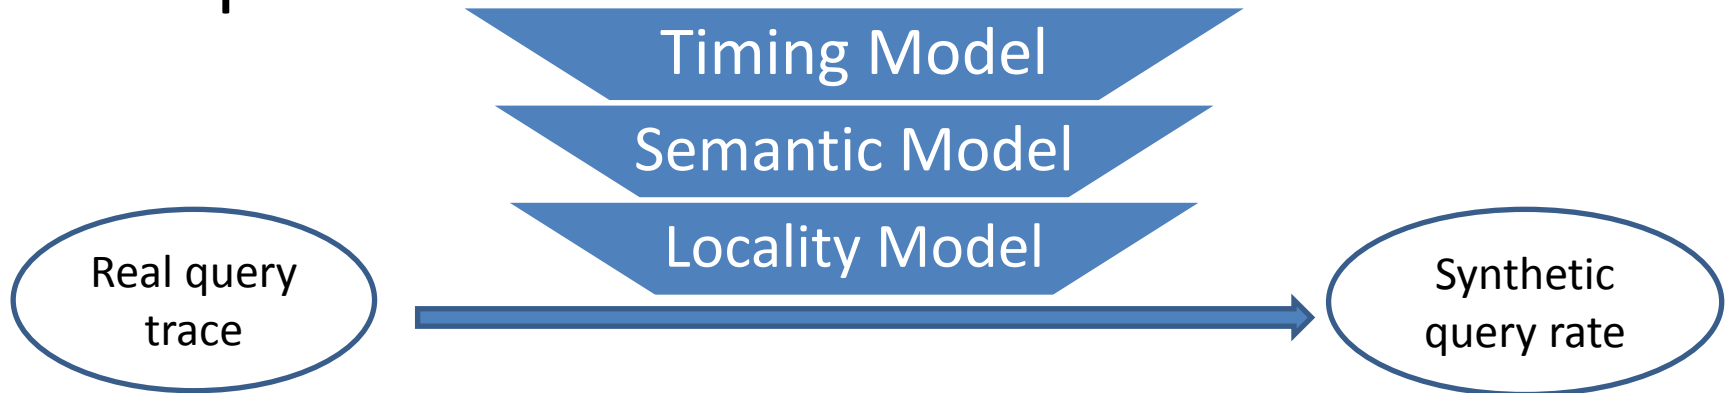 Timing Model
Semantic Model
Locality Model
Real query
trace
Synthetic
query rate